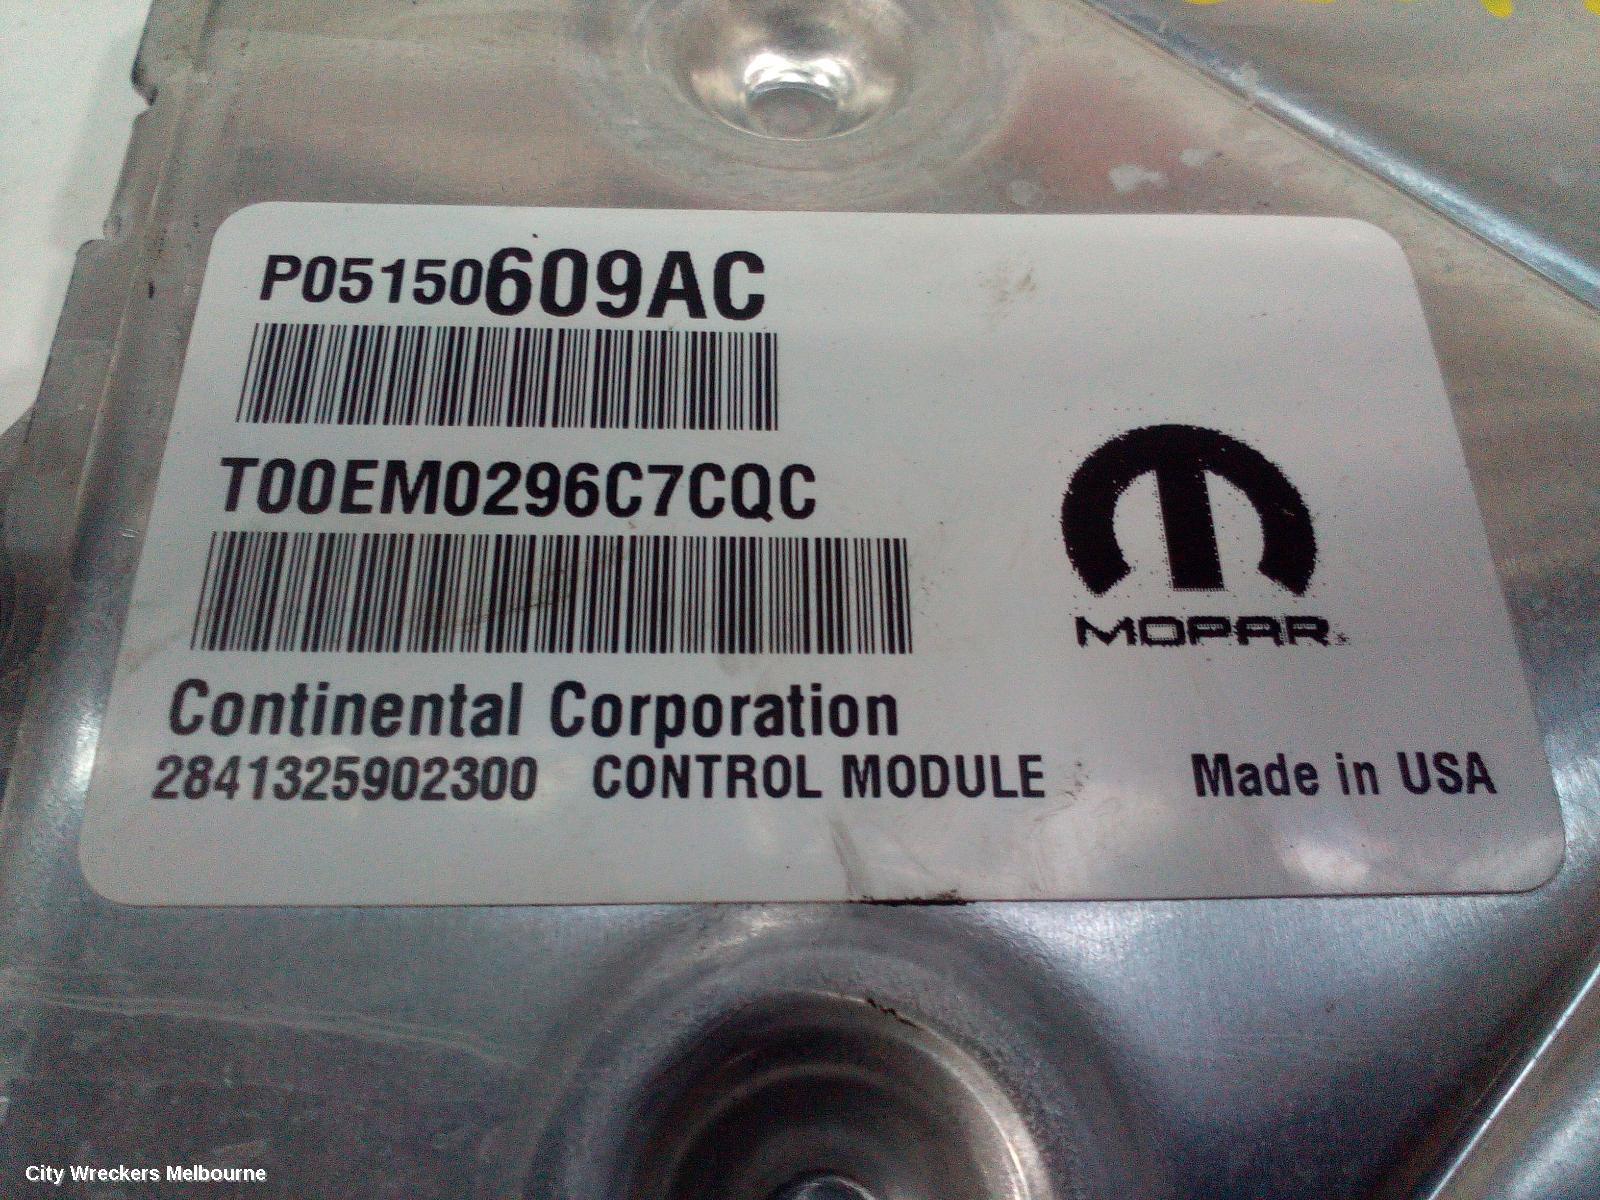 P05150609AC
T00EM0296C7CQC
MOPAR
Continental Corporation
2841325902300 CONTROL MODULE Made in USA
City Wreckers Melbourne